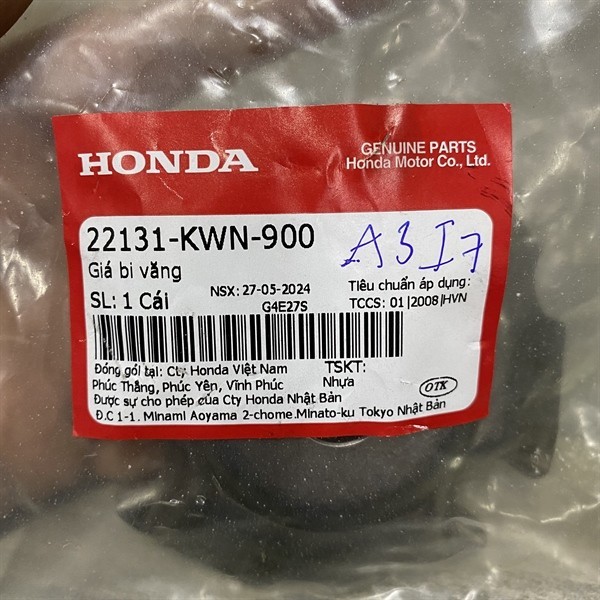 HONDA
GENUINE PARTS
Honda Motor Co., Ltd.
22131-KWN-900
A3I7
Giá bi văng
SL: 1 Cái
NSX: 27-05-2024
G4E27S
Tiêu chuẩn áp dụng:
TCCS: 01|2008|HVN
Đóng gói tại: Cty Honda Việt Nam
Phúc Thắng, Phúc Yên, Vĩnh Phúc
TSKT:
Nhựa
OTK
Được sự cho phép của Cty Honda Nhật Bản
Đ.C 1-1. Minami Aoyama 2-chome.Minato-ku Tokyo Nhật Bản